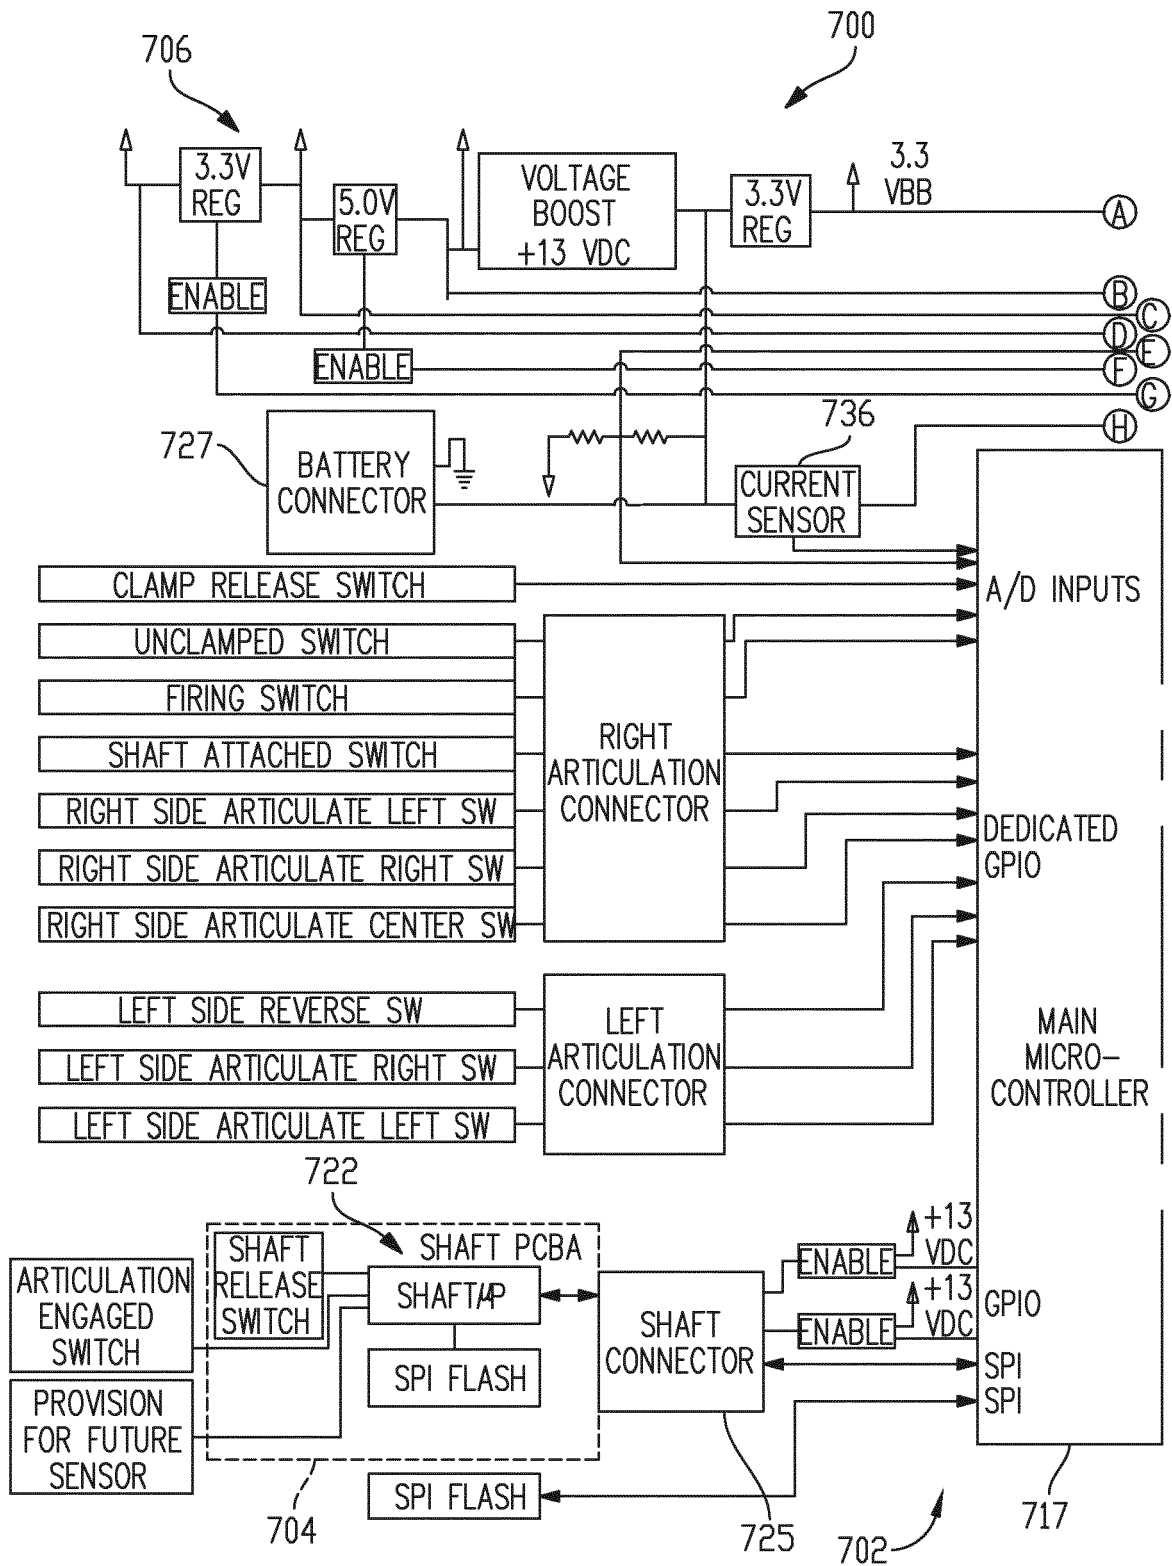 700
706
3.3V
REG
5.0V
REG
VOLTAGE
BOOST
+13 VDC
3.3V
REG
3.3
VBB
A
ENABLE
B
C
D
E
ENABLE
F
G
736
H
727
BATTERY
CONNECTOR
CURRENT
SENSOR
CLAMP RELEASE SWITCH
A/D INPUTS
UNCLAMPED SWITCH
FIRING SWITCH
SHAFT ATTACHED SWITCH
RIGHT SIDE ARTICULATE LEFT SW
RIGHT SIDE ARTICULATE RIGHT SW
RIGHT SIDE ARTICULATE CENTER SW
RIGHT
ARTICULATION
CONNECTOR
DEDICATED
GPIO
LEFT SIDE REVERSE SW
LEFT SIDE ARTICULATE RIGHT SW
LEFT SIDE ARTICULATE LEFT SW
LEFT
ARTICULATION
CONNECTOR
MAIN
MICRO-
CONTROLLER
722
SHAFT PCBA
SHAFT
RELEASE
SWITCH
ARTICULATION
ENGAGED
SWITCH
SHAFT/µP
SPI FLASH
PROVISION
FOR FUTURE
SENSOR
SHAFT
CONNECTOR
ENABLE
+13
VDC
ENABLE
+13
VDC
GPIO
SPI
SPI
SPI FLASH
704
725
702
717